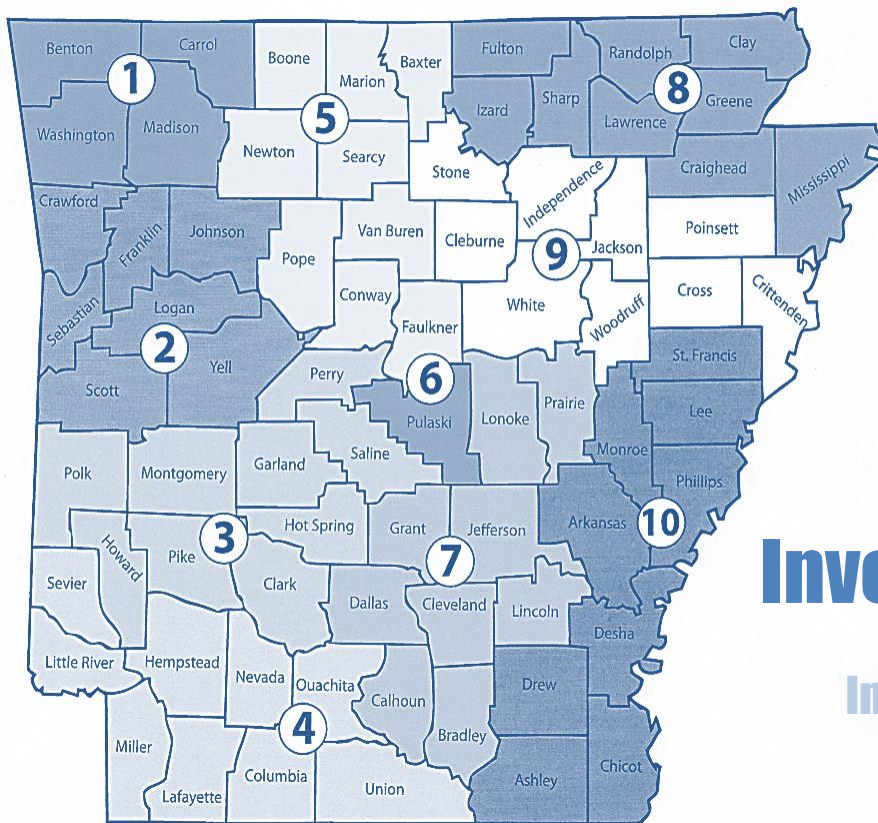 Benton
Carrol
Boone
Marion
Baxter
Fulton
Randolph
Clay
1
8
5
Izard
Sharp
Lawrence
Greene
Washington
Madison
Newton
Searcy
Stone
Independence
Craighead
Mississippi
Crawford
Franklin
Johnson
Pope
Van Buren
Cleburne
9
Jackson
Poinsett
Sebastian
Logan
Conway
Faulkner
White
Woodruff
Cross
Crittenden
2
Yell
Scott
Perry
6
Pulaski
Lonoke
Prairie
St. Francis
Lee
Monroe
Phillips
Polk
Montgomery
Garland
Saline
Hot Spring
Grant
Jefferson
Arkansas
10
3
7
Howard
Pike
Sevier
Clark
Dallas
Cleveland
Lincoln
Desha
Inve
Little River
Hempstead
Nevada
Ouachita
Calhoun
Drew
In
4
Miller
Lafayette
Columbia
Union
Bradley
Ashley
Chicot